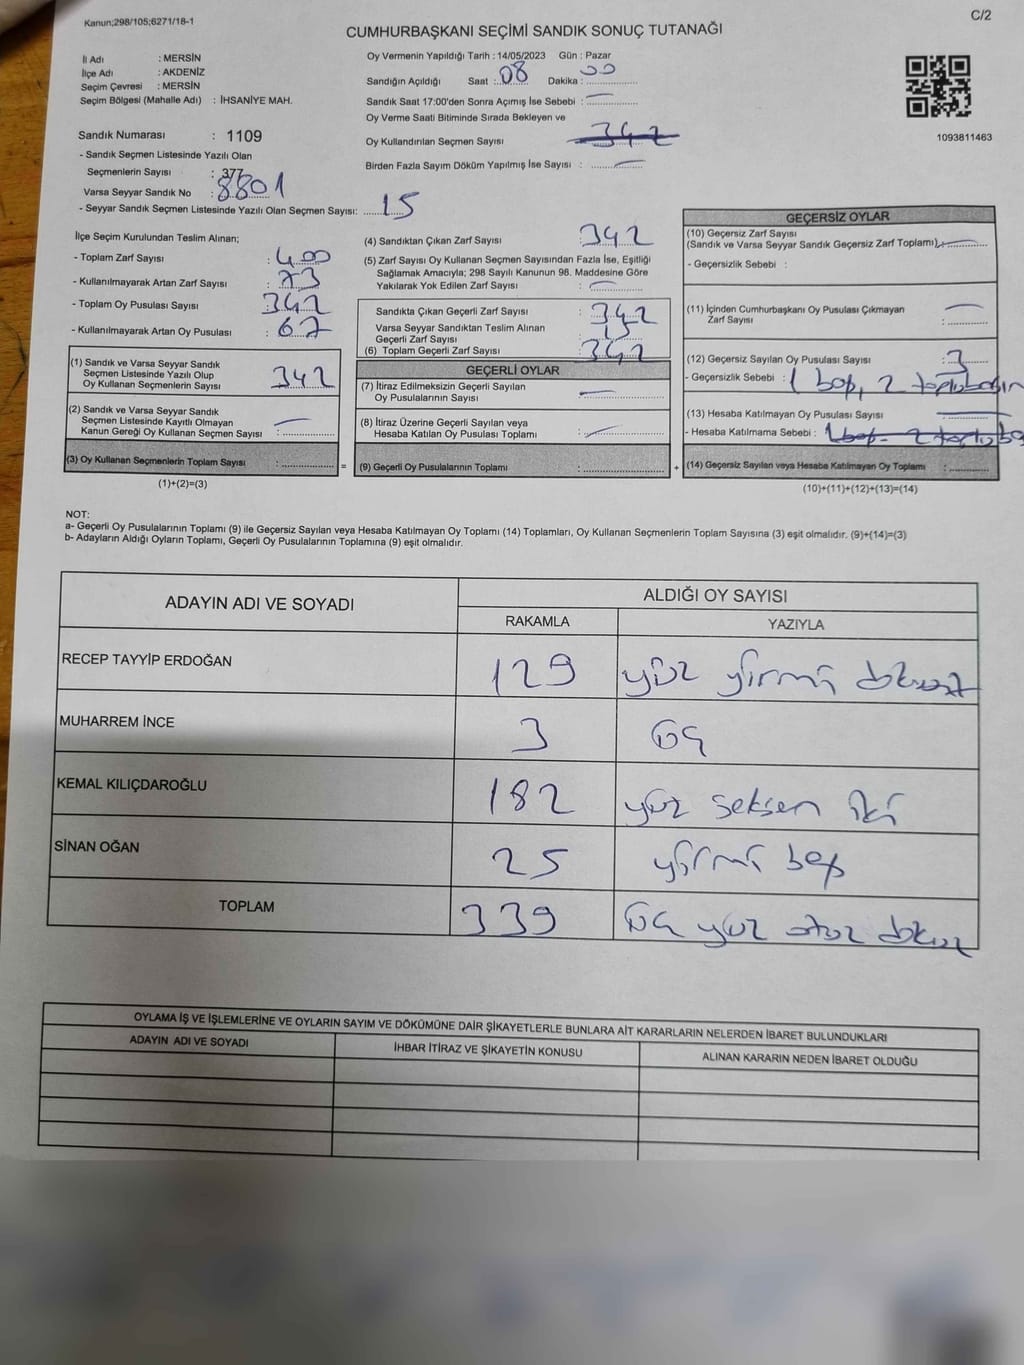 Kanun;298/105;6271/18-1
C/2
CUMHURBAŞKANI SEÇİMİ SANDIK SONUÇ TUTANAĞI
İl Adı : MERSİN
İlçe Adı : AKDENİZ
Seçim Çevresi : MERSİN
Seçim Bölgesi (Mahalle Adı) : İHSANİYE MAH.
Sandık Numarası : 1109
- Sandık Seçmen Listesinde Yazılı Olan
Seçmenlerin Sayısı : 377
Varsa Seyyar Sandık No : 8801
- Seyyar Sandık Seçmen Listesinde Yazılı Olan Seçmen Sayısı: 15
Oy Vermenin Yapıldığı Tarih : 14/05/2023 Gün : Pazar
Sandığın Açıldığı Saat : 08 Dakika : 00
Sandık Saat 17:00'den Sonra Açımış İse Sebebi :
Oy Verme Saati Bitiminde Sırada Bekleyen ve
Oy Kullandırılan Seçmen Sayısı 342
Birden Fazla Sayım Döküm Yapılmış İse Sayısı :
1093811463
İlçe Seçim Kurulundan Teslim Alınan;
- Toplam Zarf Sayısı : 400
- Kullanılmayarak Artan Zarf Sayısı : 73
- Toplam Oy Pusulası Sayısı : 342
- Kullanılmayarak Artan Oy Pusulası : 67
(1) Sandık ve Varsa Seyyar Sandık
Seçmen Listesinde Yazılı Olup
Oy Kullanan Seçmenlerin Sayısı 342
(2) Sandık ve Varsa Seyyar Sandık
Seçmen Listesinde Kayıtlı Olmayan
Kanun Gereği Oy Kullanan Seçmen Sayısı :
(3) Oy Kullanan Seçmenlerin Toplam Sayısı : =
(1)+(2)=(3)
(4) Sandıktan Çıkan Zarf Sayısı 342
(5) Zarf Sayısı Oy Kullanan Seçmen Sayısından Fazla İse, Eşitliği
Sağlamak Amacıyla; 298 Sayılı Kanunun 98. Maddesine Göre
Yakılarak Yok Edilen Zarf Sayısı :
Sandıkta Çıkan Geçerli Zarf Sayısı : 342
Varsa Seyyar Sandıktan Teslim Alınan
Geçerli Zarf Sayısı : 15
(6) Toplam Geçerli Zarf Sayısı : 342
GEÇERLİ OYLAR
(7) İtiraz Edilmeksizin Geçerli Sayılan
Oy Pusulalarının Sayısı :
(8) İtiraz Üzerine Geçerli Sayılan veya
Hesaba Katılan Oy Pusulası Toplamı :
(9) Geçerli Oy Pusulalarının Toplamı : +
GEÇERSİZ OYLAR
(10) Geçersiz Zarf Sayısı
(Sandık ve Varsa Seyyar Sandık Geçersiz Zarf Toplamı)
- Geçersizlik Sebebi :
(11) İçinden Cumhurbaşkanı Oy Pusulası Çıkmayan
Zarf Sayısı :
(12) Geçersiz Sayılan Oy Pusulası Sayısı : 3
- Geçersizlik Sebebi : 1 boş, 2
(13) Hesaba Katılmayan Oy Pusulası Sayısı
- Hesaba Katılmama Sebebi : 1 boş 2
(14) Geçersiz Sayılan veya Hesaba Katılmayan Oy Toplamı :
(10)+(11)+(12)+(13)=(14)
NOT:
a- Geçerli Oy Pusulalarının Toplamı (9) ile Geçersiz Sayılan veya Hesaba Katılmayan Oy Toplamı (14) Toplamları, Oy Kullanan Seçmenlerin Toplam Sayısına (3) eşit olmalıdır. (9)+(14)=(3)
b- Adayların Aldığı Oyların Toplamı, Geçerli Oy Pusulalarının Toplamına (9) eşit olmalıdır.
ADAYIN ADI VE SOYADI
ALDIĞI OY SAYISI
RAKAMLA YAZIYLA
RECEP TAYYİP ERDOĞAN 129 yüz yirmi dokuz
MUHARREM İNCE 3 üç
KEMAL KILIÇDAROĞLU 182 yüz seksen iki
SİNAN OĞAN 25 yirmi beş
TOPLAM 339 üç yüz otuz dokuz
OYLAMA İŞ VE İŞLEMLERİNE VE OYLARIN SAYIM VE DÖKÜMÜNE DAİR ŞİKAYETLERLE BUNLARA AİT KARARLARIN NELERDEN İBARET BULUNDUKLARI
ADAYIN ADI VE SOYADI İHBAR İTİRAZ VE ŞİKAYETİN KONUSU ALINAN KARARIN NEDEN İBARET OLDUĞU